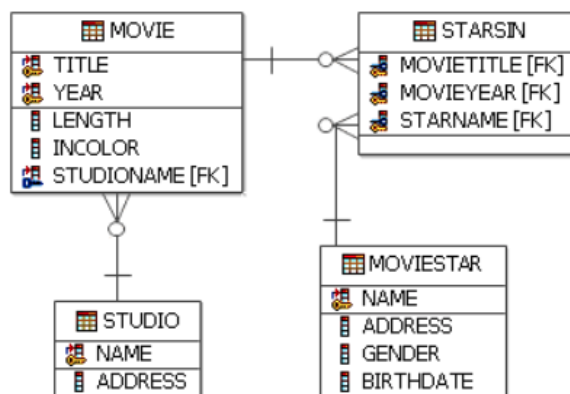 MOVIE
TITLE
YEAR
LENGTH
INCOLOR
STUDIONAME [FK]
STARSIN
MOVIETITLE [FK]
MOVIEYEAR [FK]
STARNAME [FK]
STUDIO
NAME
ADDRESS
MOVIESTAR
NAME
ADDRESS
GENDER
BIRTHDATE